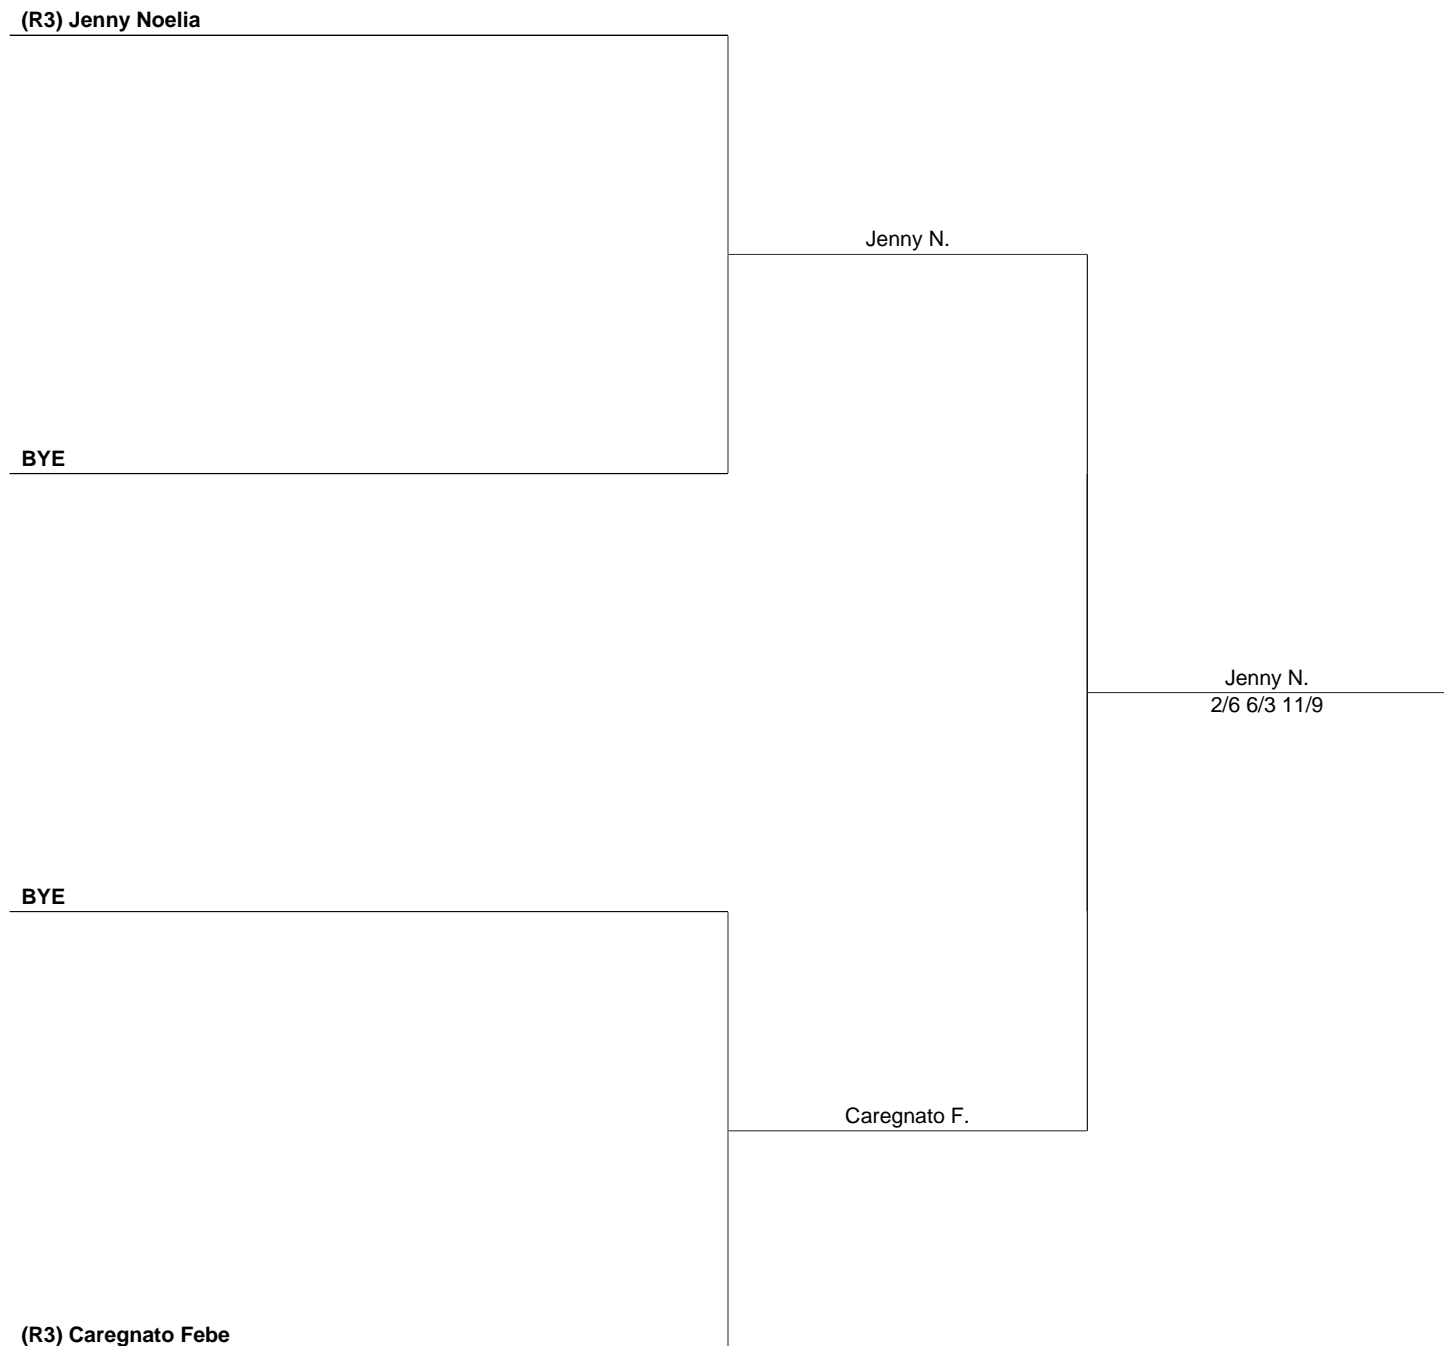 (R3) Jenny Noelia
Jenny N.
BYE
Jenny N.
2/6 6/3 11/9
BYE
Caregnato F.
(R3) Caregnato Febe